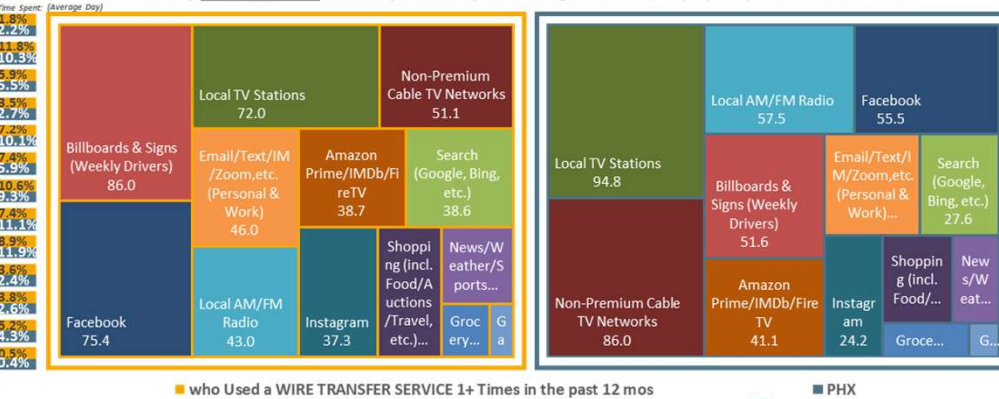 Time Spent: (Average Day)
1.8%
2.2%
11.8%
10.3%
5.9%
5.5%
3.5%
2.7%
7.2%
10.1%
7.4%
5.9%
10.6%
9.3%
7.4%
11.1%
8.9%
11.9%
3.6%
2.4%
3.8%
2.6%
5.2%
4.3%
0.5%
0.4%
Billboards & Signs
(Weekly Drivers)
86.0
Facebook
75.4
Local TV Stations
72.0
Non-Premium
Cable TV Networks
51.1
Email/Text/IM
/Zoom,etc.
(Personal &
Work)
46.0
Local AM/FM
Radio
43.0
Amazon
Prime/IMDb/Fi
reTV
38.7
Search
(Google, Bing,
etc.)
38.6
Instagram
37.3
Shoppi
ng (incl.
Food/A
uctions
/Travel,
etc.)...
News/W
eather/S
ports...
Groc
ery...
G
a
Local TV Stations
94.8
Non-Premium Cable
TV Networks
86.0
Local AM/FM Radio
57.5
Facebook
55.5
Billboards &
Signs (Weekly
Drivers)
51.6
Amazon
Prime/IMDb/Fire
TV
41.1
Email/Text/I
M/Zoom,etc.
(Personal &
Work)...
Search
(Google,
Bing, etc.)
27.6
Instagr
am
24.2
Shoppin
g (incl.
Food/...
New
s/W
eat...
Groce...
G...
who Used a WIRE TRANSFER SERVICE 1+ Times in the past 12 mos
PHX